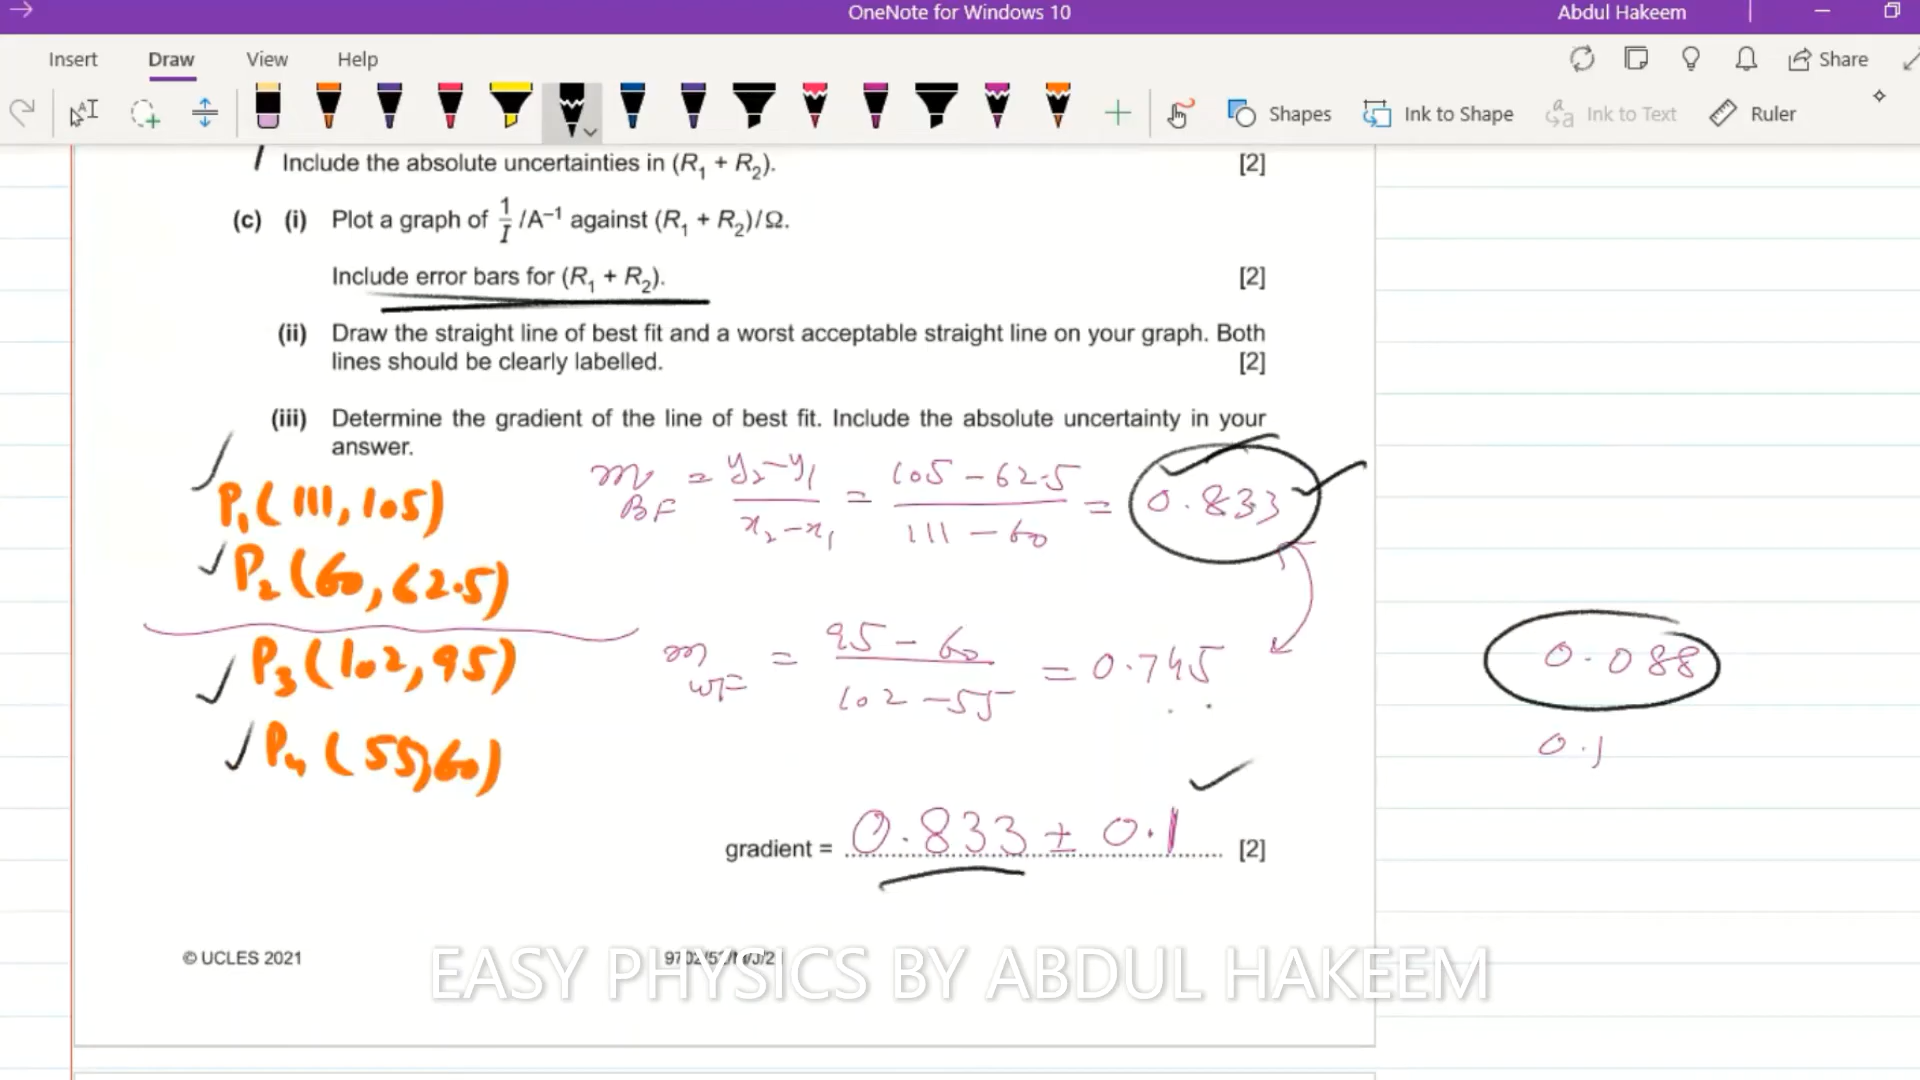 OneNote for Windows 10
Abdul Hakeem
Insert Draw View Help
Share
Shapes Ink to Shape Ink to Text Ruler
Include the absolute uncertainties in (R₁ + R₂). [2]
(c) (i) Plot a graph of 1/I /A⁻¹ against (R₁ + R₂)/Ω.
Include error bars for (R₁ + R₂). [2]
(ii) Draw the straight line of best fit and a worst acceptable straight line on your graph. Both
lines should be clearly labelled. [2]
(iii) Determine the gradient of the line of best fit. Include the absolute uncertainty in your
answer.
P₁(111, 105)
P₂(60, 62.5)
P₃(102, 95)
P₄(55, 60)
m BF = y₂-y₁ / x₂-x₁ = 105 - 62.5 / 111 - 60 = 0.833
m WF = 95 - 60 / 102 - 55 = 0.745
0.088
0.1
gradient = 0.833 ± 0.1 [2]
© UCLES 2021
EASY PHYSICS BY ABDUL HAKEEM